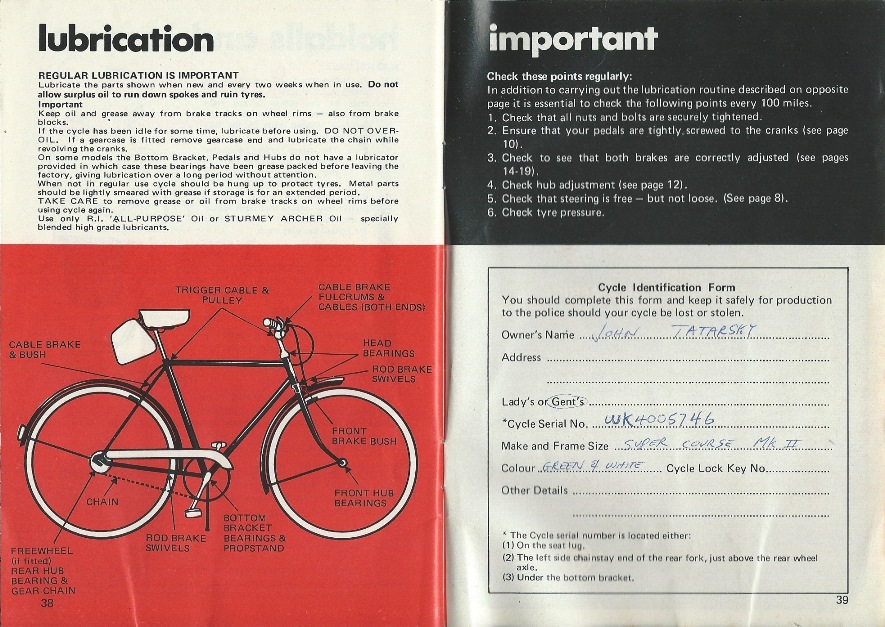 lubrication
REGULAR LUBRICATION IS IMPORTANT
Lubricate the parts shown when new and every two weeks when in use. Do not
allow surplus oil to run down spokes and ruin tyres.
Important
Keep oil and grease away from brake tracks on wheel rims — also from brake
blocks.
If the cycle has been idle for some time, lubricate before using. DO NOT OVER-
OIL. If a gearcase is fitted remove gearcase end and lubricate the chain while
revolving the cranks.
On some models the Bottom Bracket, Pedals and Hubs do not have a lubricator
provided in which case these bearings have been grease packed before leaving the
factory, giving lubrication over a long period without attention.
When not in regular use cycle should be hung up to protect tyres. Metal parts
should be lightly smeared with grease if storage is for an extended period.
TAKE CARE to remove grease or oil from brake tracks on wheel rims before
using cycle again.
Use only R.I. 'ALL-PURPOSE' Oil or STURMEY ARCHER Oil — specially
blended high grade lubricants.
TRIGGER CABLE &
PULLEY
CABLE BRAKE
FULCRUMS &
CABLES (BOTH ENDS)
CABLE BRAKE
& BUSH
HEAD
BEARINGS
ROD BRAKE
SWIVELS
FRONT
BRAKE BUSH
FRONT HUB
BEARINGS
CHAIN
BOTTOM
BRACKET
BEARINGS &
PROPSTAND
ROD BRAKE
SWIVELS
FREEWHEEL
(if fitted)
REAR HUB
BEARING &
GEAR CHAIN
38
important
Check these points regularly:
In addition to carrying out the lubrication routine described on opposite
page it is essential to check the following points every 100 miles.
1. Check that all nuts and bolts are securely tightened.
2. Ensure that your pedals are tightly screwed to the cranks (see page
10).
3. Check to see that both brakes are correctly adjusted (see pages
14-19).
4. Check hub adjustment (see page 12).
5. Check that steering is free — but not loose. (See page 8).
6. Check tyre pressure.
Cycle Identification Form
You should complete this form and keep it safely for production
to the police should your cycle be lost or stolen.
Owner's Name JOHN TATARSKY
Address
Lady's or Gent's
*Cycle Serial No. WK4005746
Make and Frame Size SUPER COURSE Mk II
Colour GREEN & WHITE Cycle Lock Key No.
Other Details
* The Cycle serial number is located either:
(1) On the seat lug.
(2) The left side chainstay end of the rear fork, just above the rear wheel
axle.
(3) Under the bottom bracket.
39